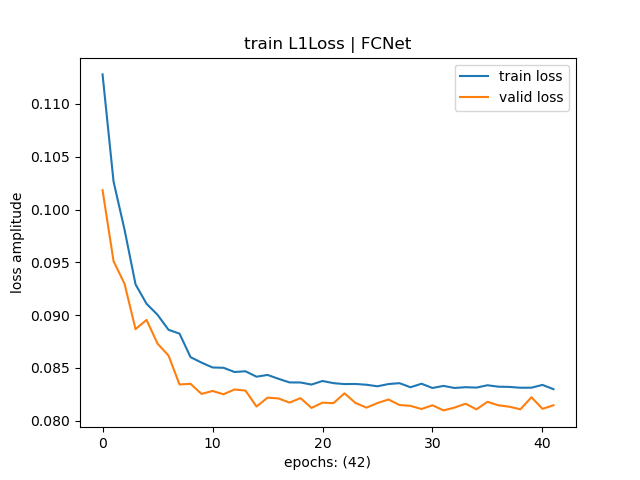 train L1Loss | FCNet
train loss
valid loss
loss amplitude
0.110
0.105
0.100
0.095
0.090
0.085
0.080
0 10 20 30 40
epochs: (42)